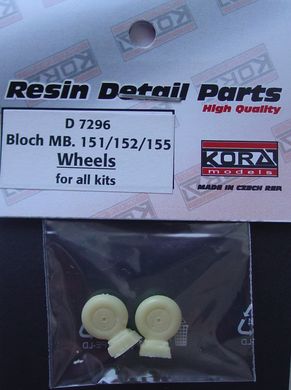 Resin Detail Parts
High Quality
D 7296
Bloch MB. 151/152/155
Wheels
for all kits
KORA
models
MADE IN CZECH REP.